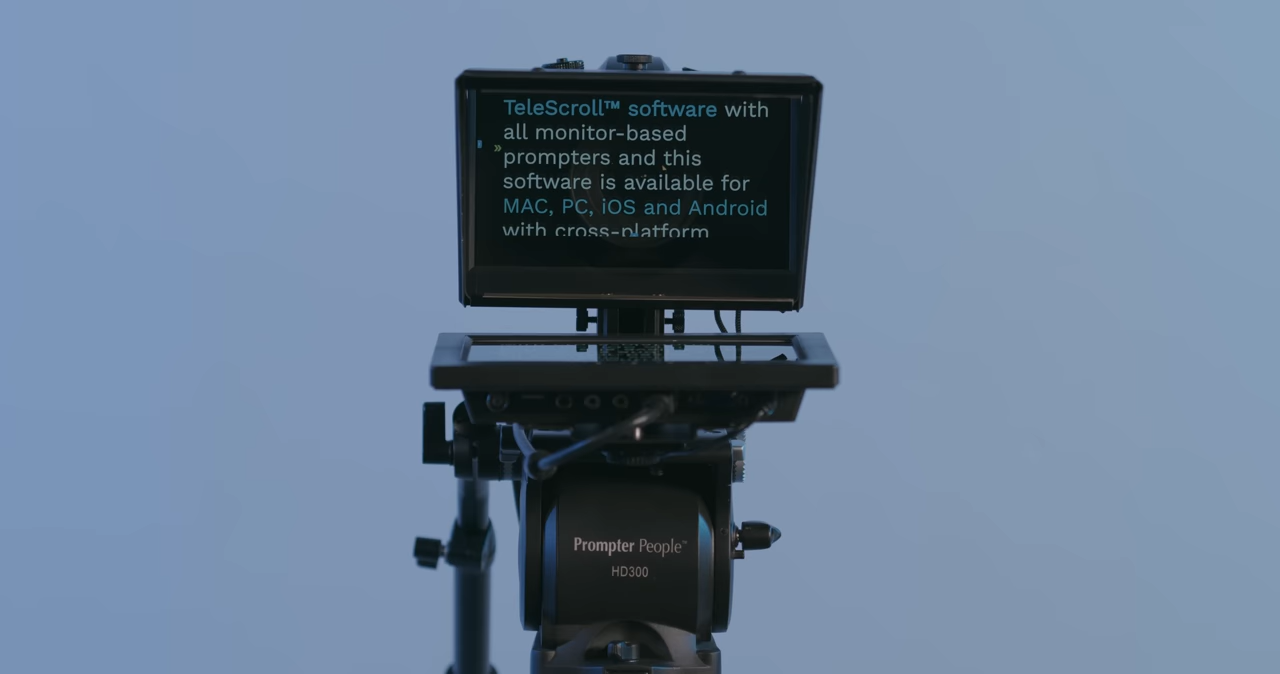 TeleScroll™ software with
all monitor-based
» prompters and this
software is available for
MAC, PC, iOS and Android
with cross-platform
Prompter People™
HD300